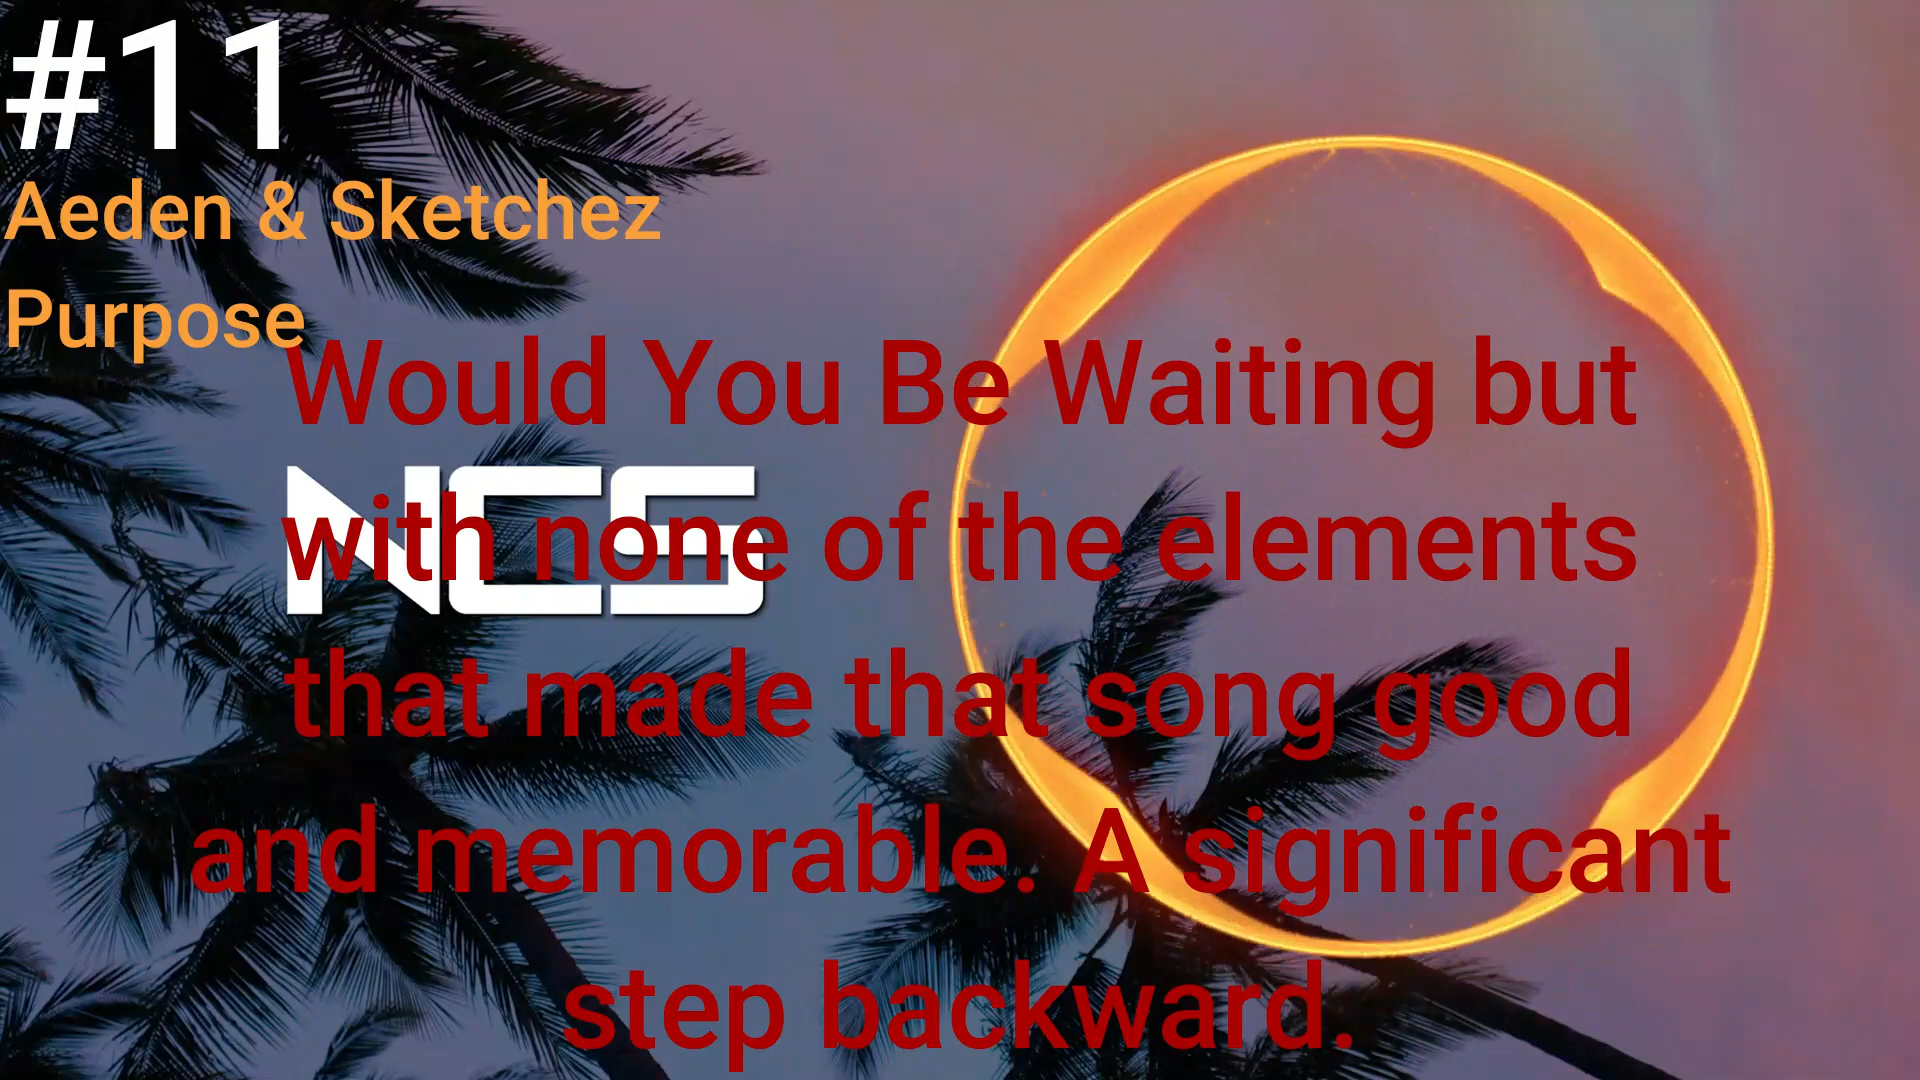 #11
Aeden & Sketchez
Purpose
Would You Be Waiting but
NCS
with none of the elements
that made that song good
and memorable. A significant
step backward.